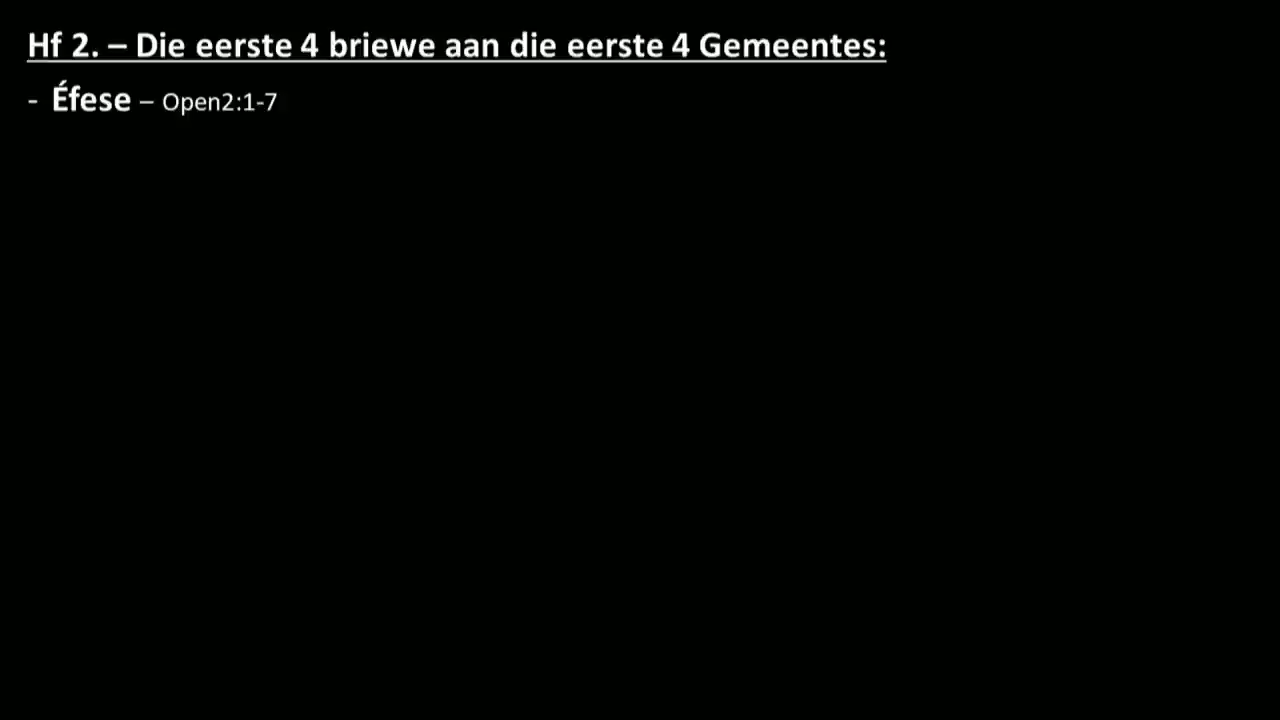 Hf 2. – Die eerste 4 briewe aan die eerste 4 Gemeentes:
- Éfese – Open2:1-7